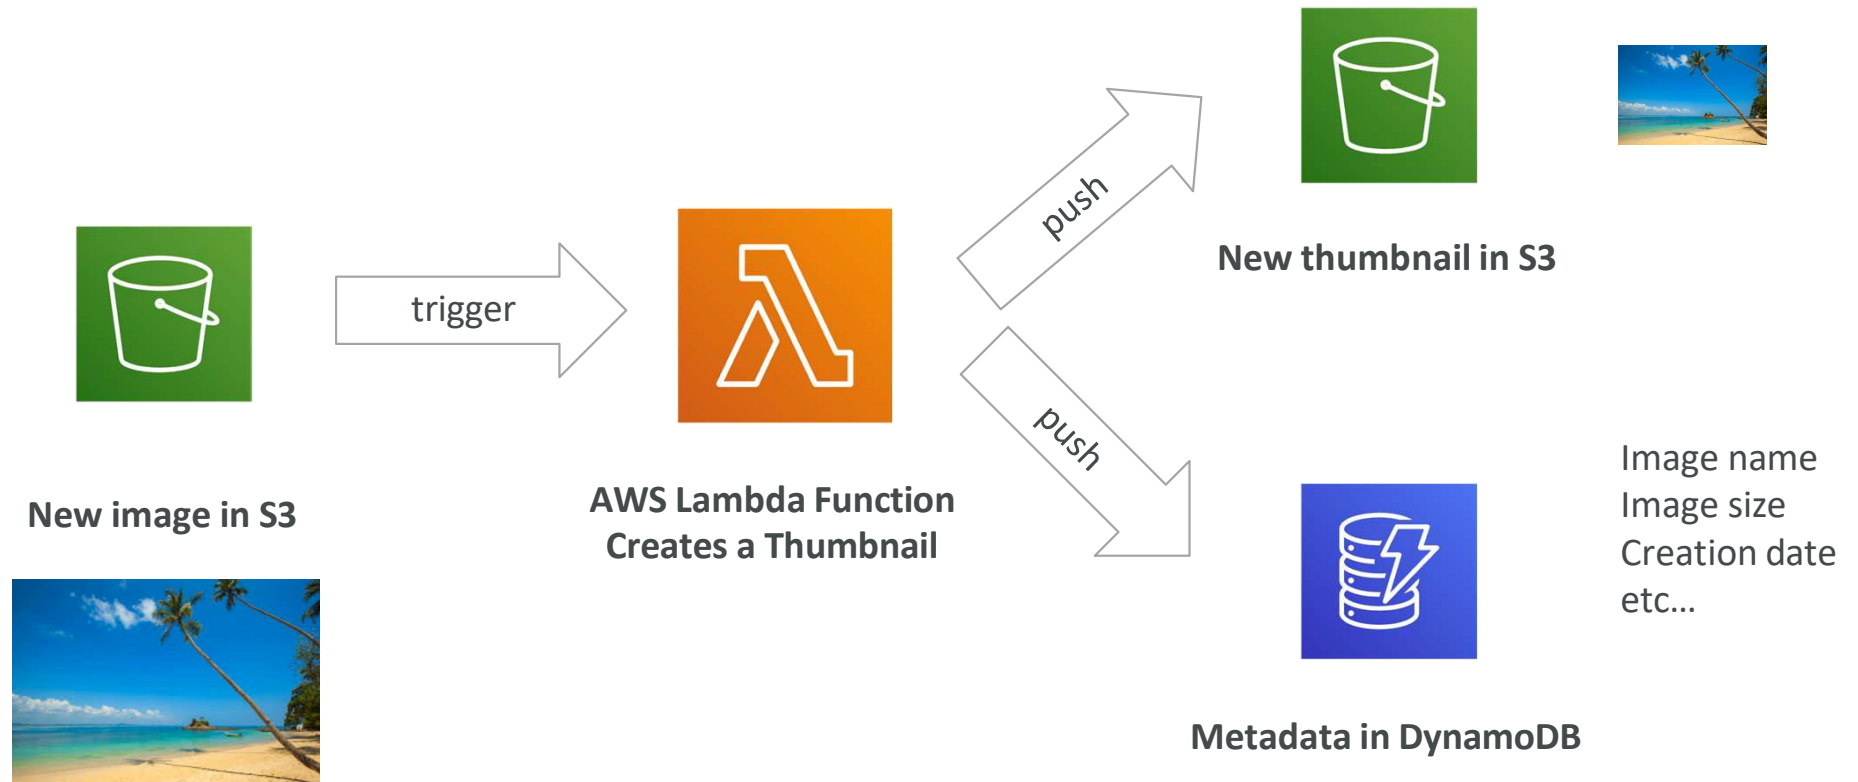 New image in S3
trigger
AWS Lambda Function
Creates a Thumbnail
push
New thumbnail in S3
push
Image name
Image size
Creation date
etc...
Metadata in DynamoDB